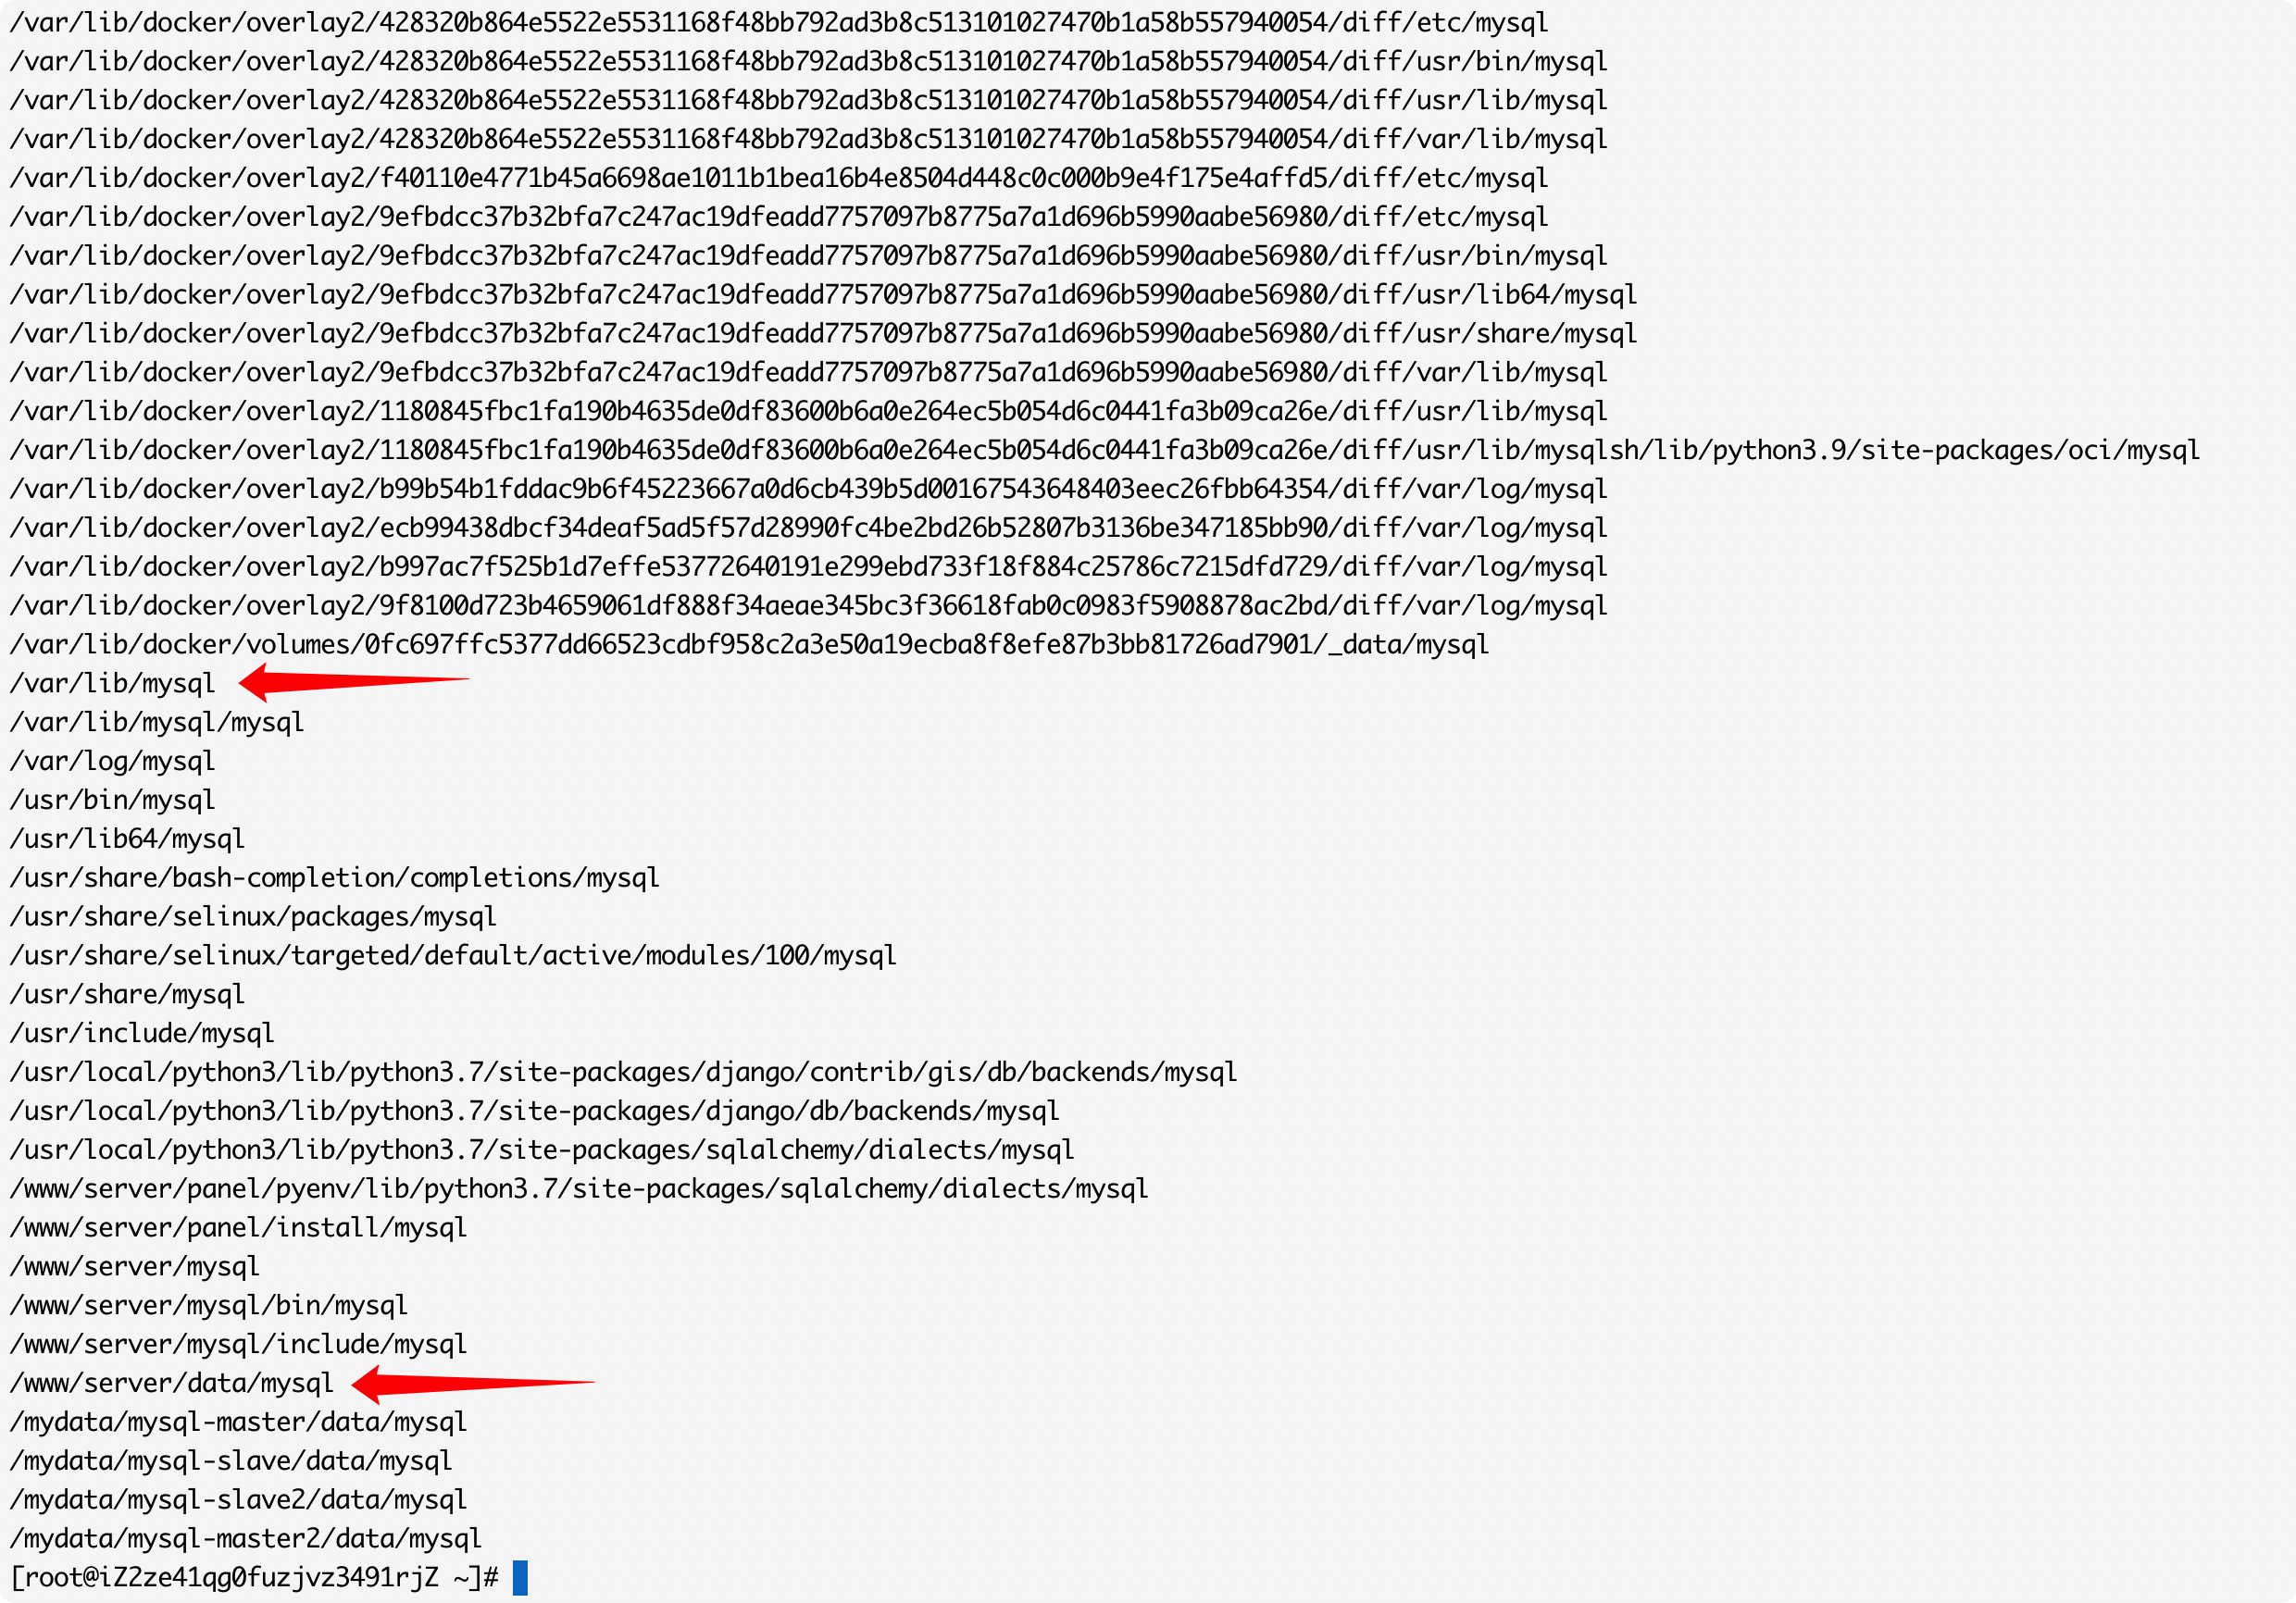 /var/lib/docker/overlay2/428320b864e5522e5531168f48bb792ad3b8c513101027470b1a58b557940054/diff/etc/mysql
/var/lib/docker/overlay2/428320b864e5522e5531168f48bb792ad3b8c513101027470b1a58b557940054/diff/usr/bin/mysql
/var/lib/docker/overlay2/428320b864e5522e5531168f48bb792ad3b8c513101027470b1a58b557940054/diff/usr/lib/mysql
/var/lib/docker/overlay2/428320b864e5522e5531168f48bb792ad3b8c513101027470b1a58b557940054/diff/var/lib/mysql
/var/lib/docker/overlay2/f40110e4771b45a6698ae1011b1bea16b4e8504d448c0c000b9e4f175e4affd5/diff/etc/mysql
/var/lib/docker/overlay2/9efbdcc37b32bfa7c247ac19dfeadd7757097b8775a7a1d696b5990aabe56980/diff/etc/mysql
/var/lib/docker/overlay2/9efbdcc37b32bfa7c247ac19dfeadd7757097b8775a7a1d696b5990aabe56980/diff/usr/bin/mysql
/var/lib/docker/overlay2/9efbdcc37b32bfa7c247ac19dfeadd7757097b8775a7a1d696b5990aabe56980/diff/usr/lib64/mysql
/var/lib/docker/overlay2/9efbdcc37b32bfa7c247ac19dfeadd7757097b8775a7a1d696b5990aabe56980/diff/usr/share/mysql
/var/lib/docker/overlay2/9efbdcc37b32bfa7c247ac19dfeadd7757097b8775a7a1d696b5990aabe56980/diff/var/lib/mysql
/var/lib/docker/overlay2/1180845fbc1fa190b4635de0df83600b6a0e264ec5b054d6c0441fa3b09ca26e/diff/usr/lib/mysql
/var/lib/docker/overlay2/1180845fbc1fa190b4635de0df83600b6a0e264ec5b054d6c0441fa3b09ca26e/diff/usr/lib/mysqlsh/lib/python3.9/site-packages/oci/mysql
/var/lib/docker/overlay2/b99b54b1fddac9b6f45223667a0d6cb439b5d00167543648403eec26fbb64354/diff/var/log/mysql
/var/lib/docker/overlay2/ecb99438dbcf34deaf5ad5f57d28990fc4be2bd26b52807b3136be347185bb90/diff/var/log/mysql
/var/lib/docker/overlay2/b997ac7f525b1d7effe53772640191e299ebd733f18f884c25786c7215dfd729/diff/var/log/mysql
/var/lib/docker/overlay2/9f8100d723b4659061df888f34aeae345bc3f36618fab0c0983f5908878ac2bd/diff/var/log/mysql
/var/lib/docker/volumes/0fc697ffc5377dd66523cdbf958c2a3e50a19ecba8f8efe87b3bb81726ad7901/_data/mysql
/var/lib/mysql
/var/lib/mysql/mysql
/var/log/mysql
/usr/bin/mysql
/usr/lib64/mysql
/usr/share/bash-completion/completions/mysql
/usr/share/selinux/packages/mysql
/usr/share/selinux/targeted/default/active/modules/100/mysql
/usr/share/mysql
/usr/include/mysql
/usr/local/python3/lib/python3.7/site-packages/django/contrib/gis/db/backends/mysql
/usr/local/python3/lib/python3.7/site-packages/django/db/backends/mysql
/usr/local/python3/lib/python3.7/site-packages/sqlalchemy/dialects/mysql
/www/server/panel/pyenv/lib/python3.7/site-packages/sqlalchemy/dialects/mysql
/www/server/panel/install/mysql
/www/server/mysql
/www/server/mysql/bin/mysql
/www/server/mysql/include/mysql
/www/server/data/mysql
/mydata/mysql-master/data/mysql
/mydata/mysql-slave/data/mysql
/mydata/mysql-slave2/data/mysql
/mydata/mysql-master2/data/mysql
[root@iZ2ze41qg0fuzjvz3491rjZ ~]#